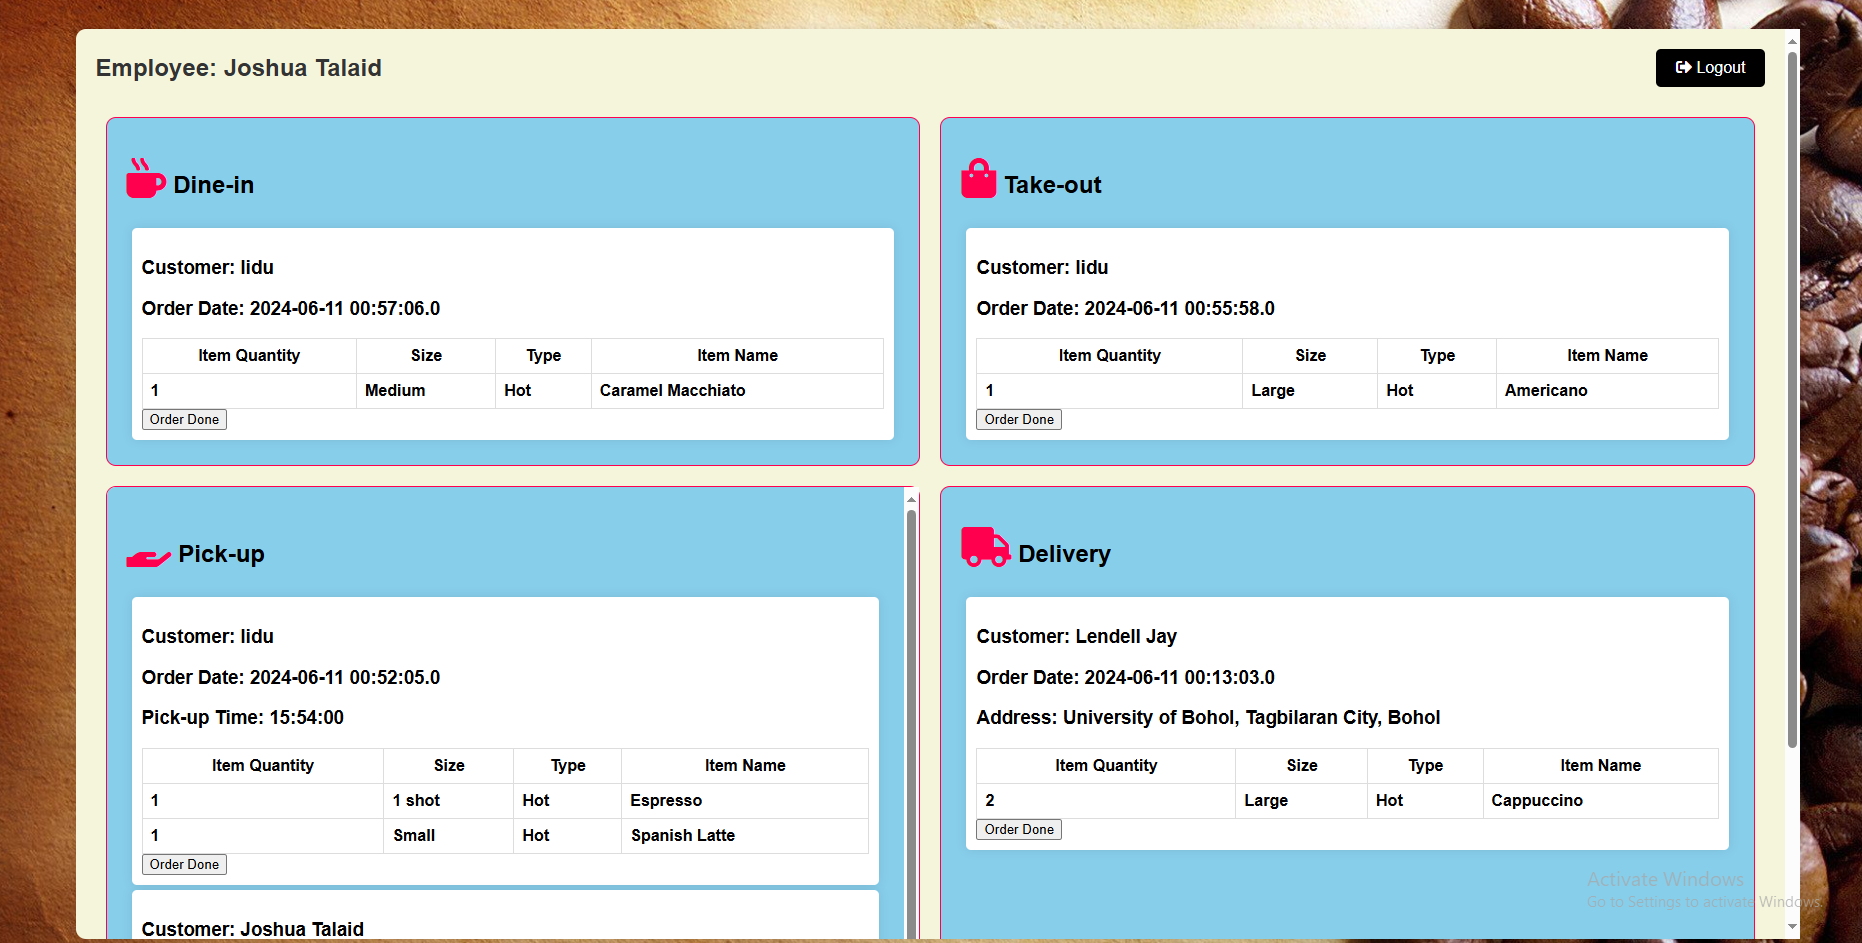 Employee: Joshua Talaid
Logout
Dine-in
Customer: lidu
Order Date: 2024-06-11 00:57:06.0
Item Quantity Size Type Item Name
1 Medium Hot Caramel Macchiato
Order Done
Take-out
Customer: lidu
Order Date: 2024-06-11 00:55:58.0
Item Quantity Size Type Item Name
1 Large Hot Americano
Order Done
Pick-up
Customer: lidu
Order Date: 2024-06-11 00:52:05.0
Pick-up Time: 15:54:00
Item Quantity Size Type Item Name
1 1 shot Hot Espresso
1 Small Hot Spanish Latte
Order Done
Customer: Joshua Talaid
Delivery
Customer: Lendell Jay
Order Date: 2024-06-11 00:13:03.0
Address: University of Bohol, Tagbilaran City, Bohol
Item Quantity Size Type Item Name
2 Large Hot Cappuccino
Order Done
Activate Windows
Go to Settings to activate Windows.